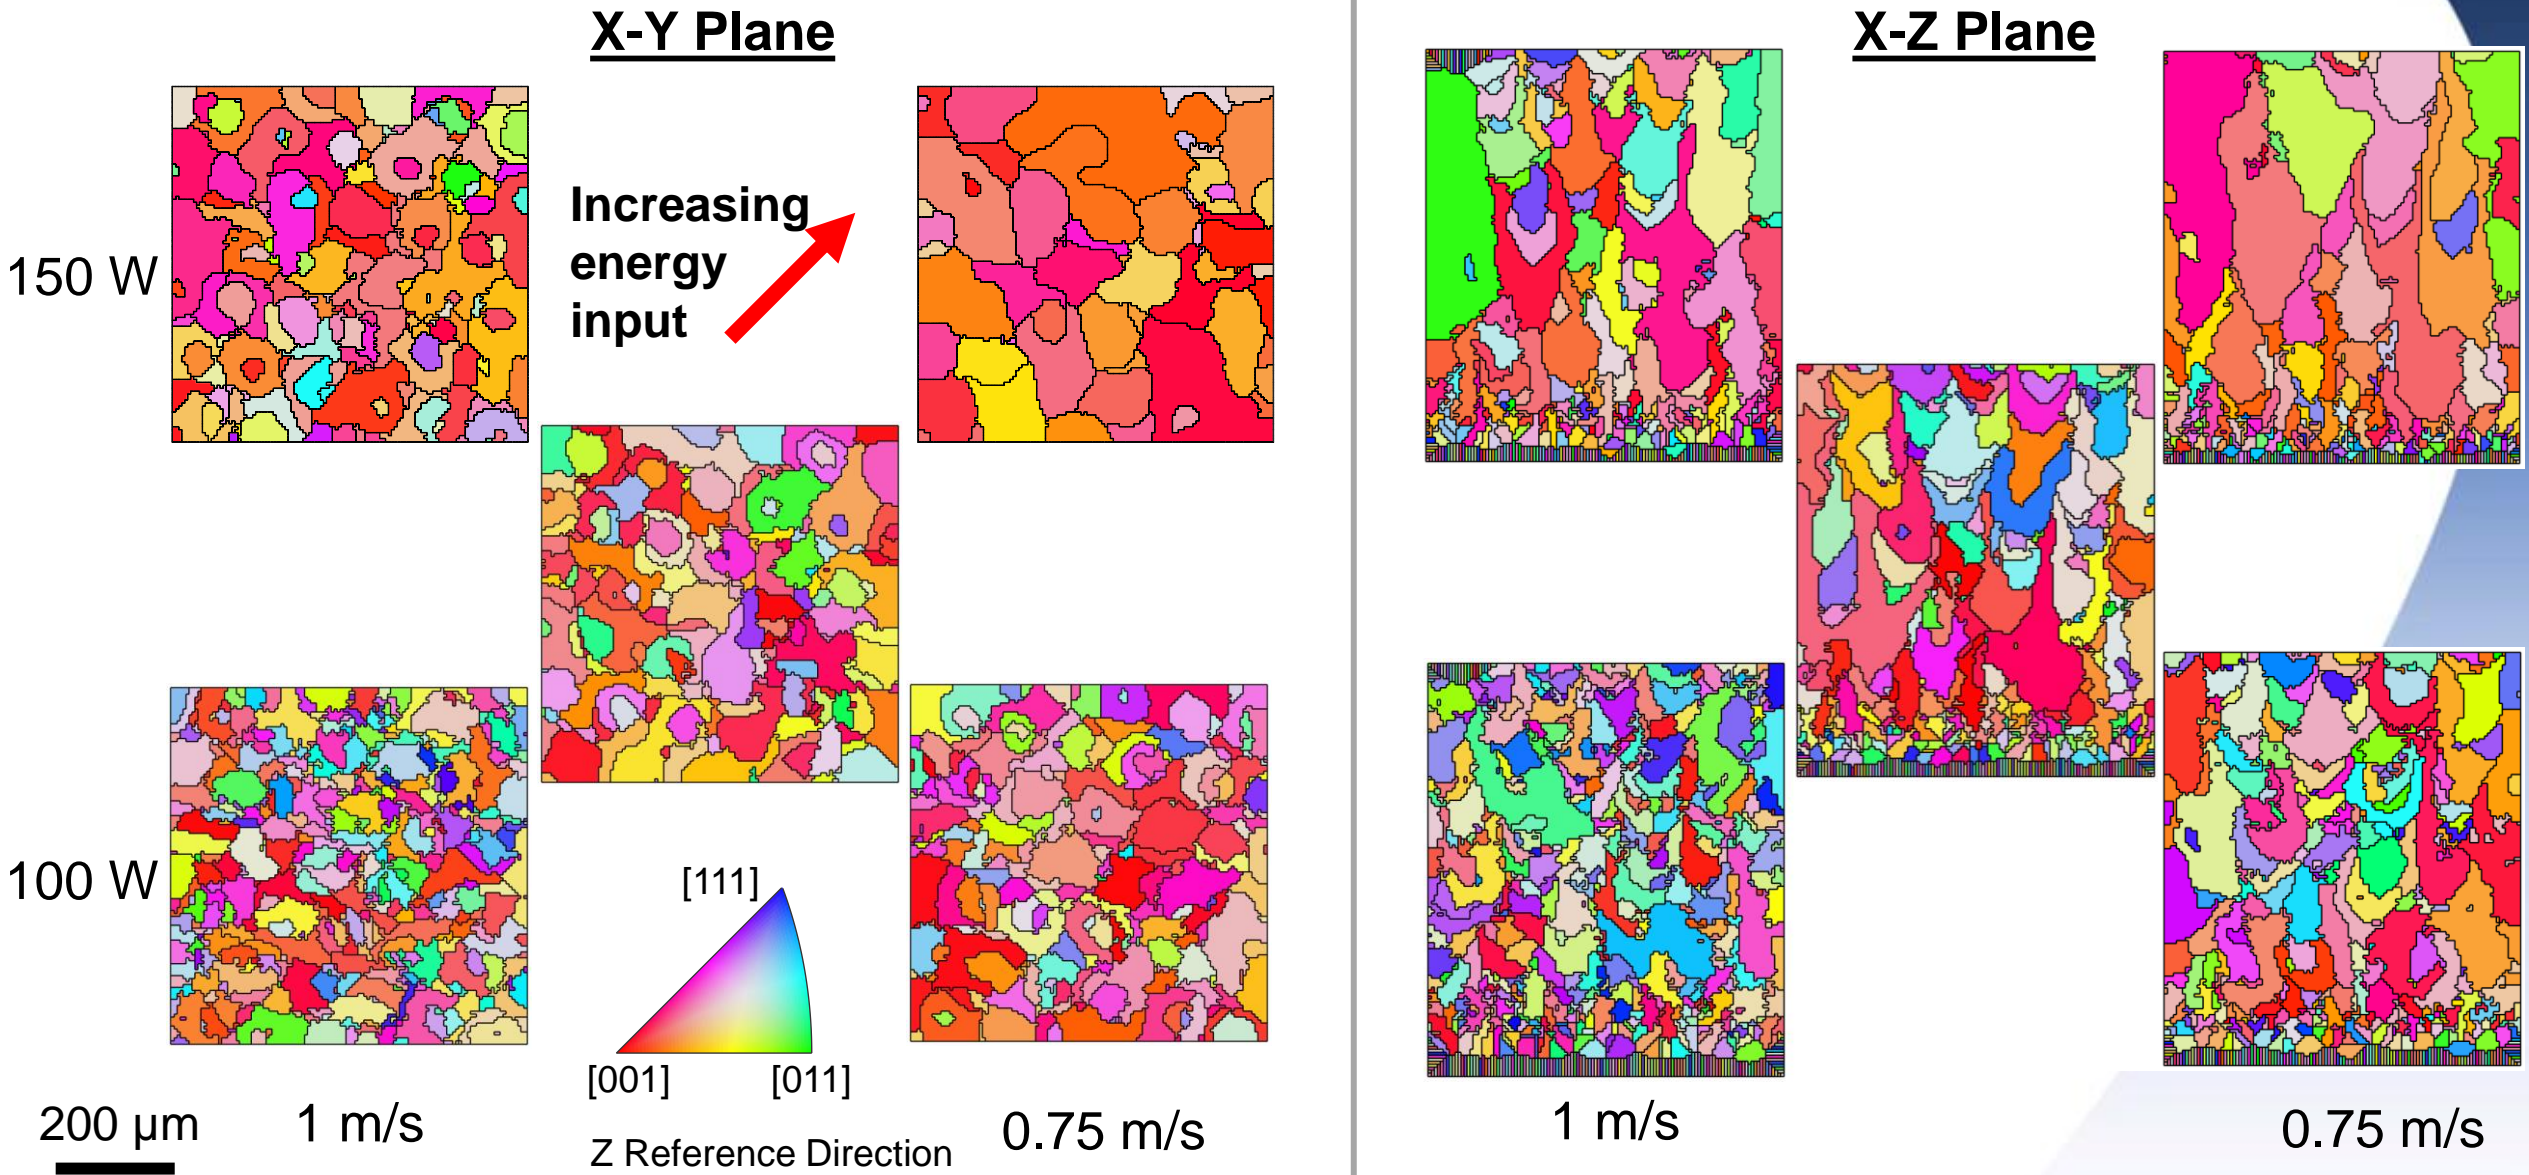 X-Y Plane
X-Z Plane
Increasing
energy
input
150 W
100 W
[111]
[001]
[011]
200 µm
1 m/s
Z Reference Direction
0.75 m/s
1 m/s
0.75 m/s